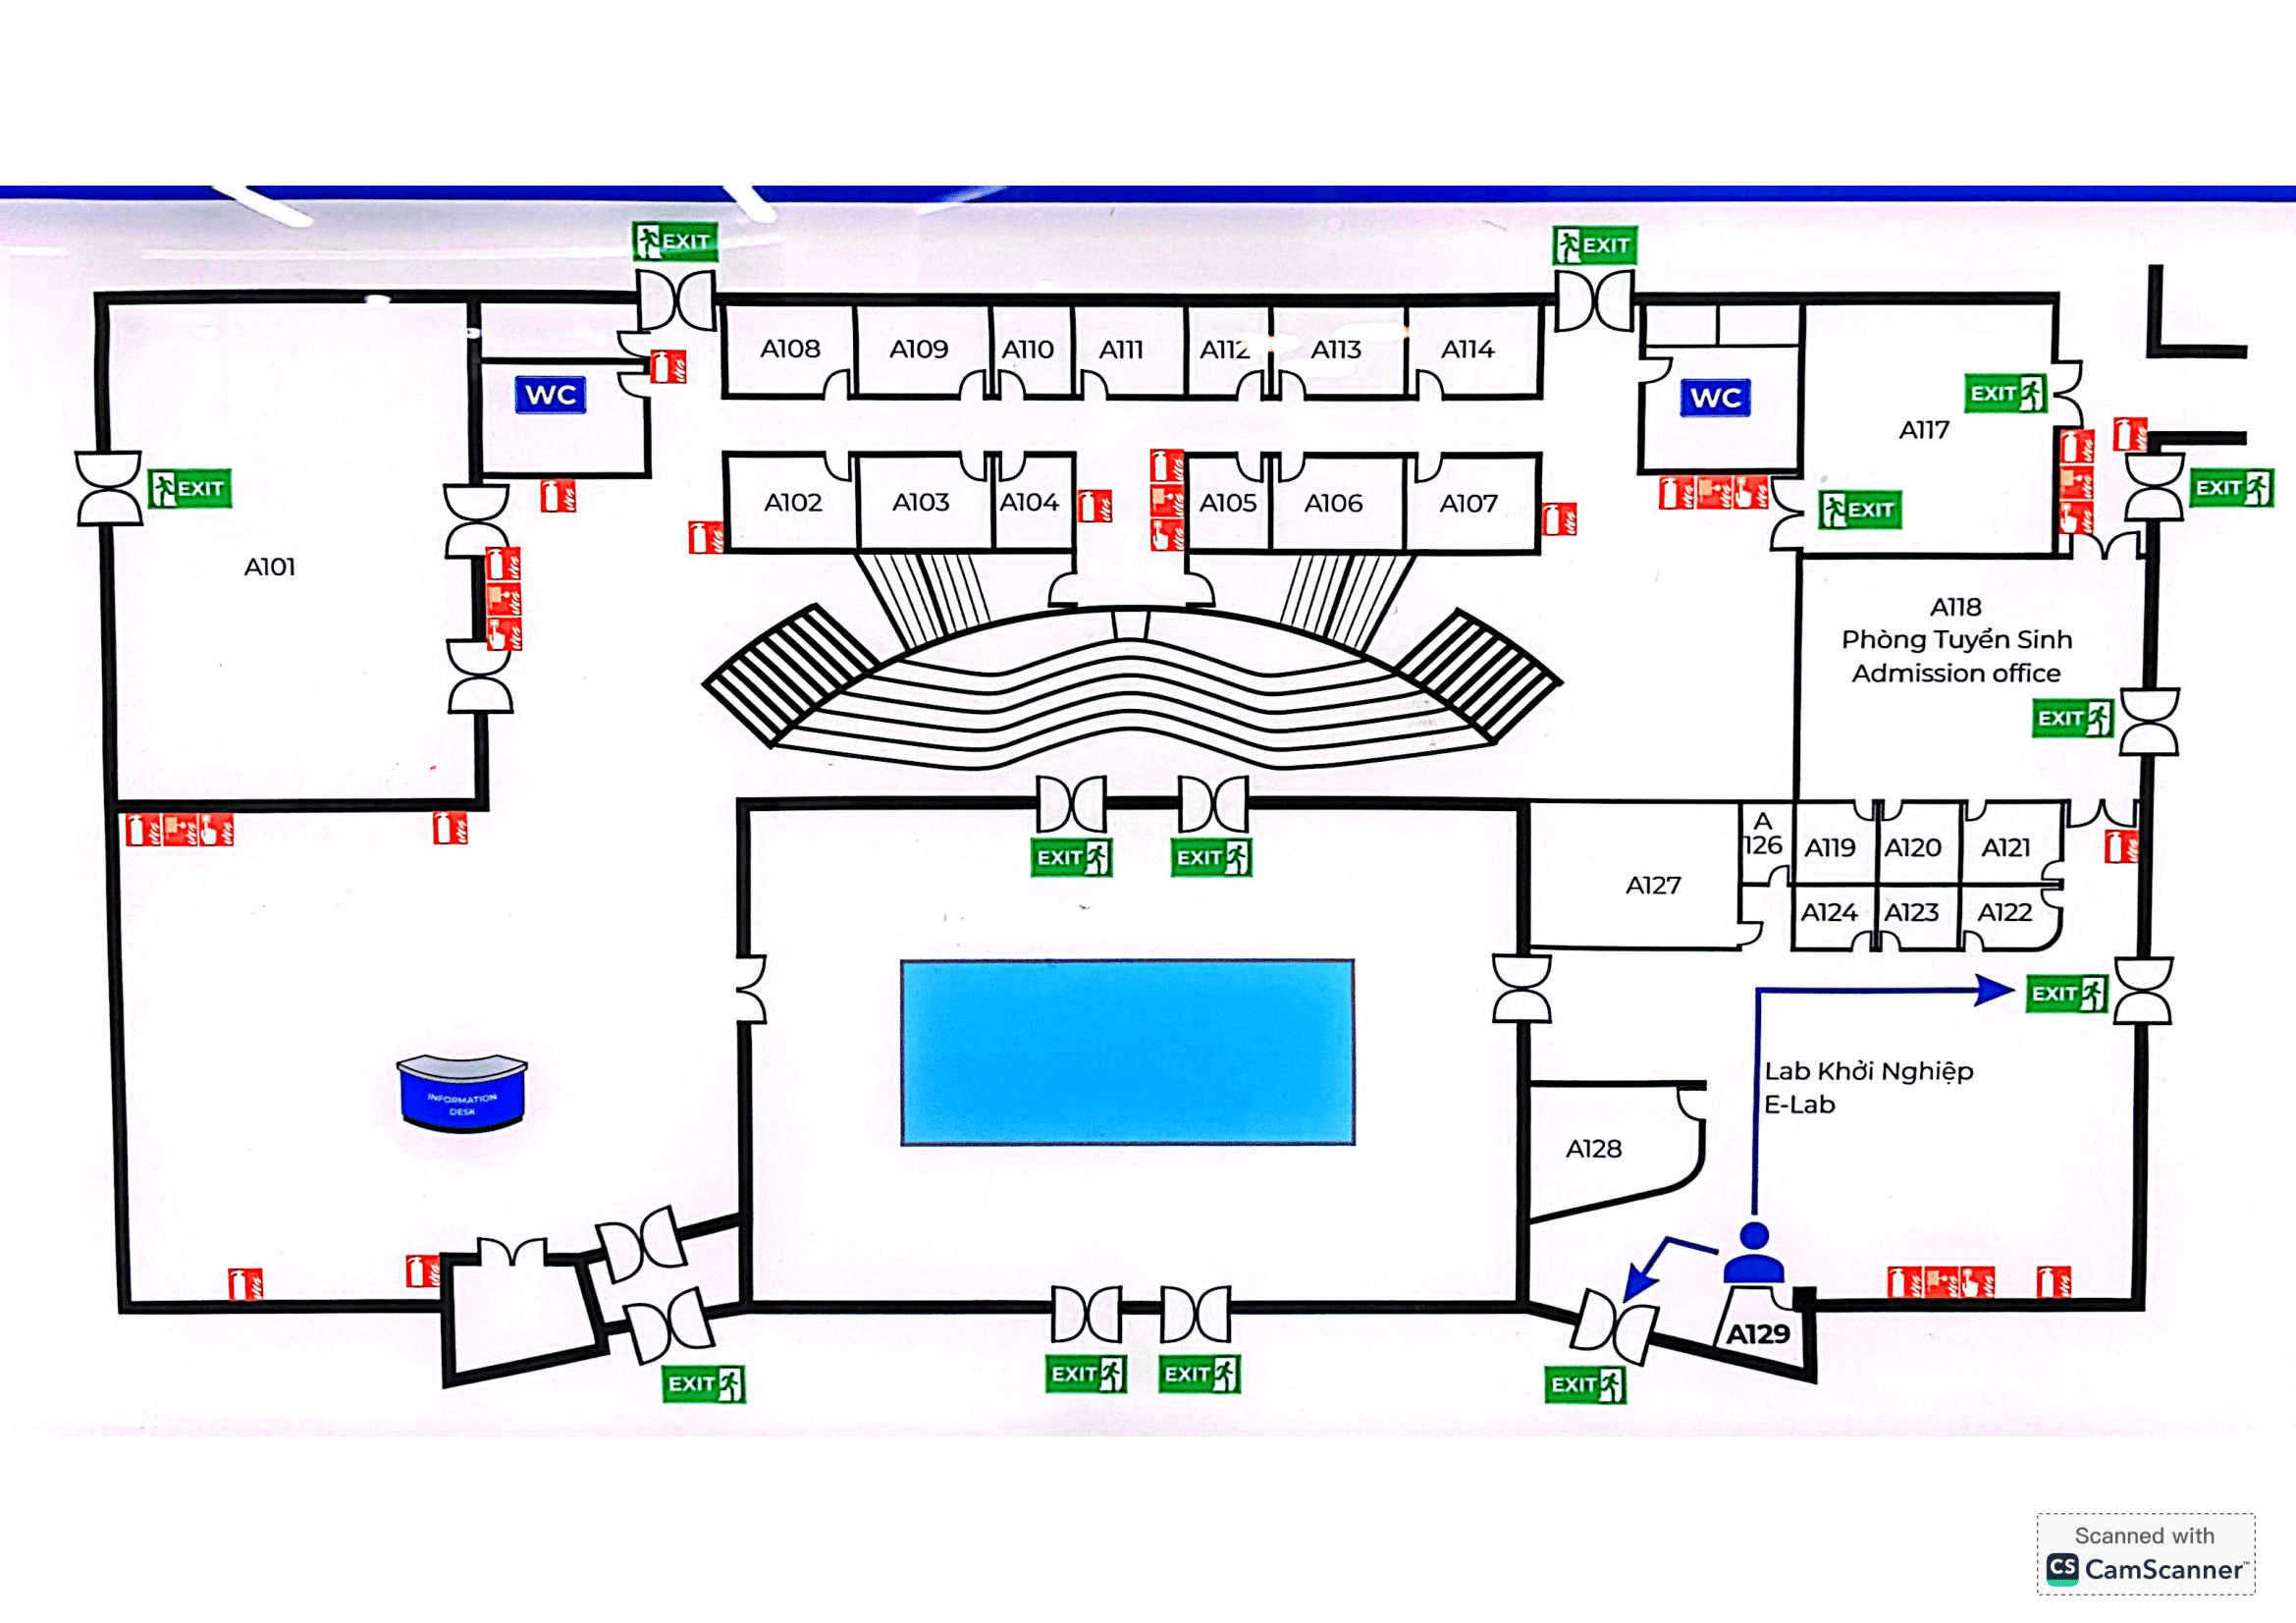 EXIT
EXIT
A108
A109
A110
A111
A112
A113
A114
WC
WC
EXIT
A117
EXIT
EXIT
EXIT
A101
A102
A103
A104
A105
A106
A107
A118
Phòng Tuyển Sinh
Admission office
EXIT
EXIT
EXIT
A
126
A119
A120
A121
A127
A124
A123
A122
EXIT
INFORMATION
DESK
Lab Khởi Nghiệp
E-Lab
A128
A129
EXIT
EXIT
EXIT
EXIT
Scanned with
CS CamScanner™